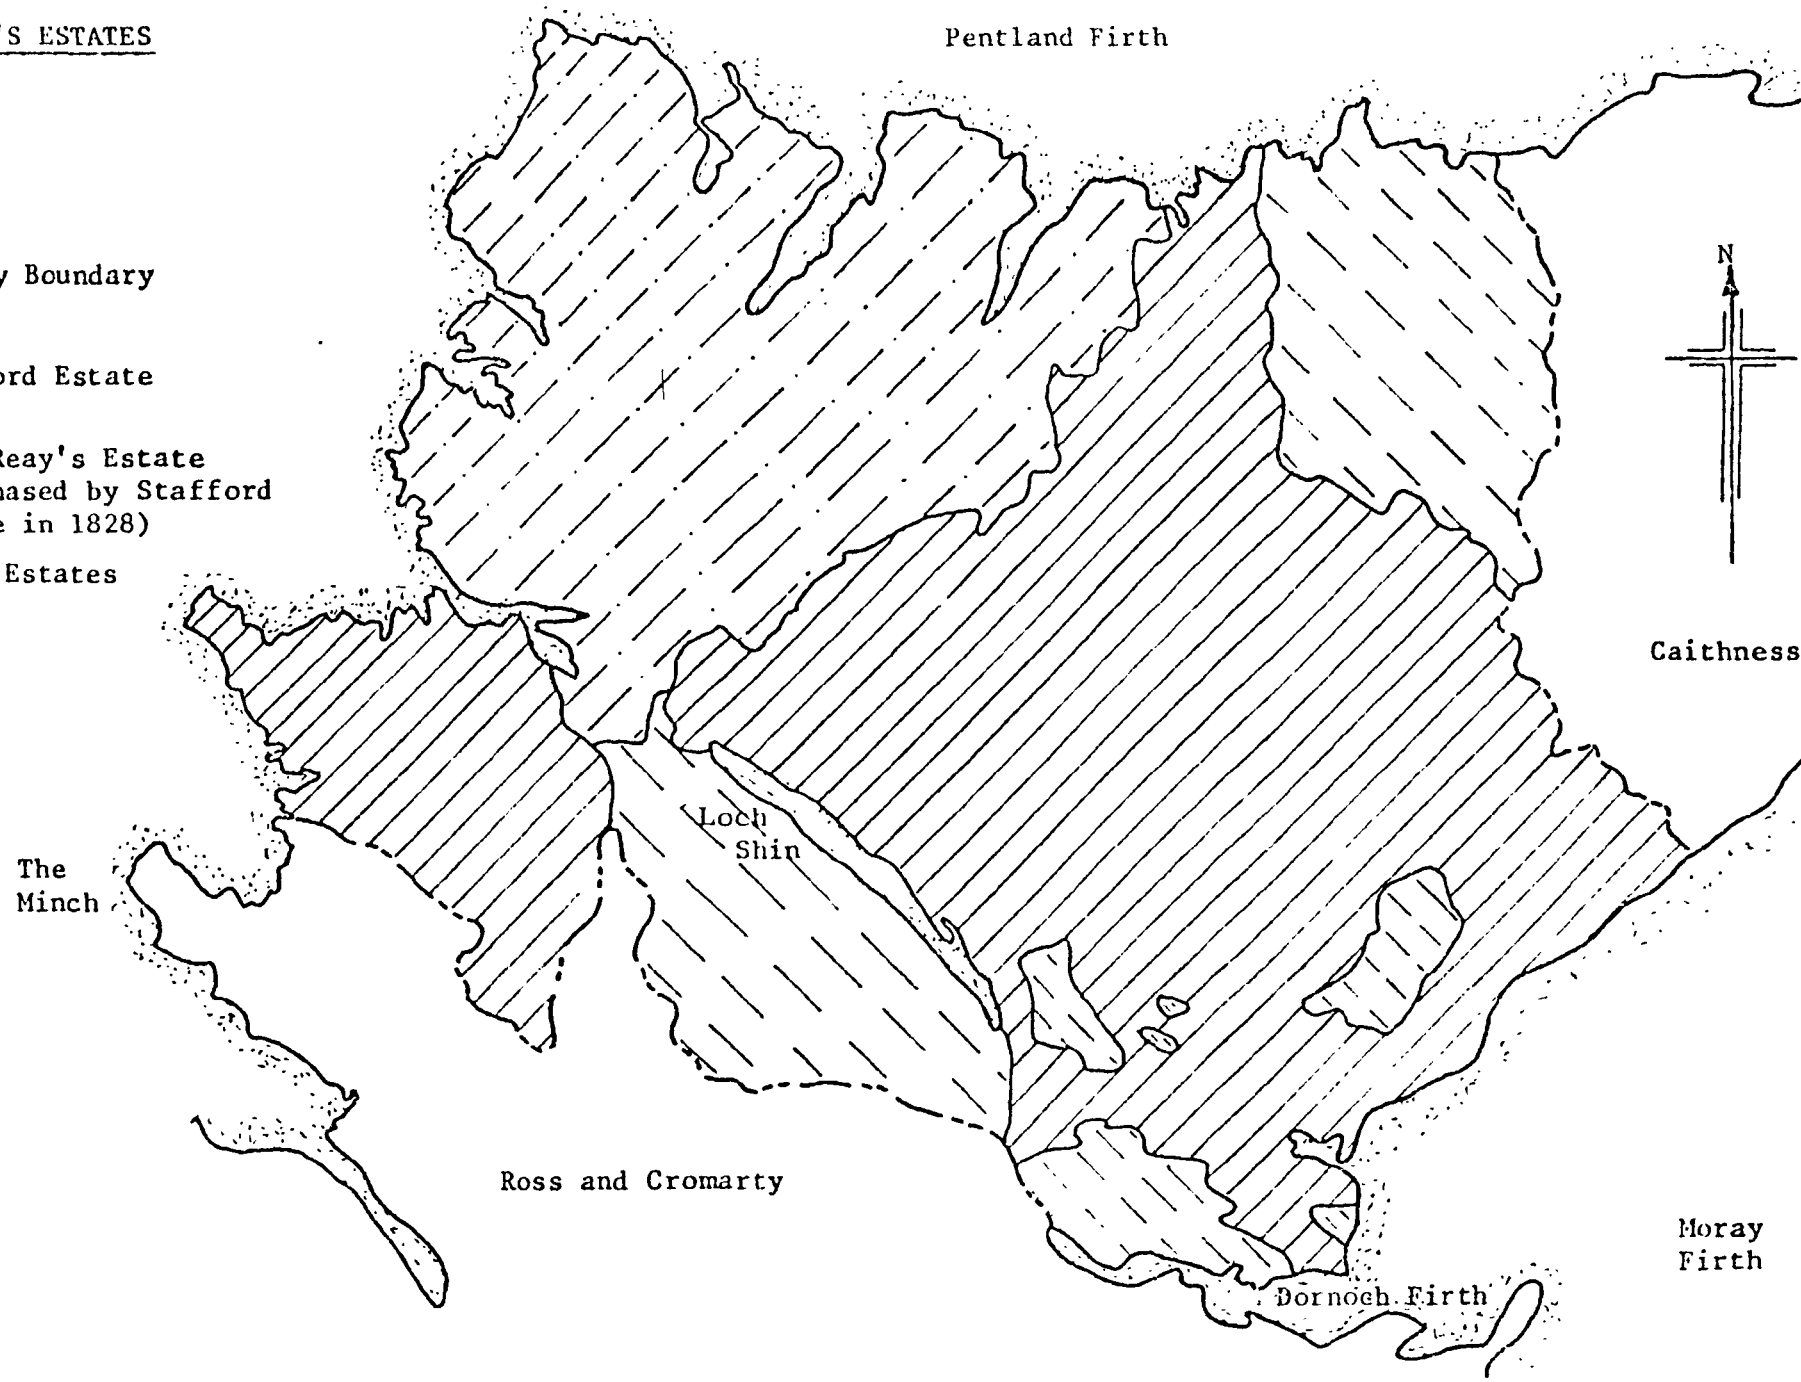 'S ESTATES
Pentland Firth
y Boundary
ord Estate
Reay's Estate
hased by Stafford
e in 1828)
Estates
N
Caithness
Loch
Shin
The
Minch
Ross and Cromarty
Moray
Firth
Dornoch Firth